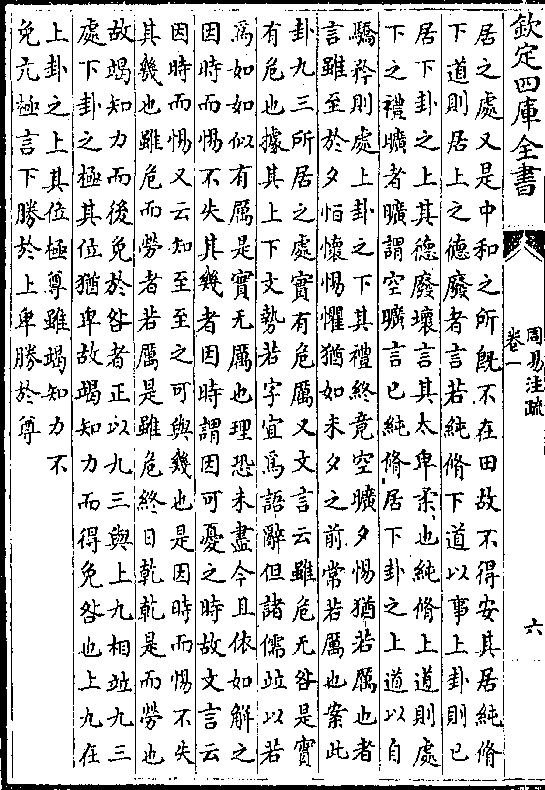 欽定四庫全書
周易注疏
卷一
六
居之處又是中和之所既不在田故不得安其居純脩
下道則居上之德廢者言若純脩下道以事上卦則已
居下卦之上其德廢壞言其太卑柔也純脩上道則處
下之禮曠者曠謂空曠言已純脩居下卦之上道以自
驕矜則處上卦之下其禮終竟空曠夕惕猶若厲也者
言雖至於夕怕懷惕懼猶如未夕之前常若厲也案此
卦九三所居之處實有危厲又文言云雖危无咎是實
有危也據其上下文勢若字宜為語辭但諸儒竝以若
為如如似有厲是實无厲也理恐未盡今且依如解之
因時而惕不失其幾者因時謂因可憂之時故文言云
因時而惕又云知至至之可與幾也是因時而惕不失
其幾也雖危而勞者若厲是雖危終日乾乾是而勞也
故竭知力而後免於咎者正以九三與上九相竝九三
處下卦之極其位猶卑故竭知力而得免咎也上九在
上卦之上其位極尊雖竭知力不
免亢極言下勝於上卑勝於尊